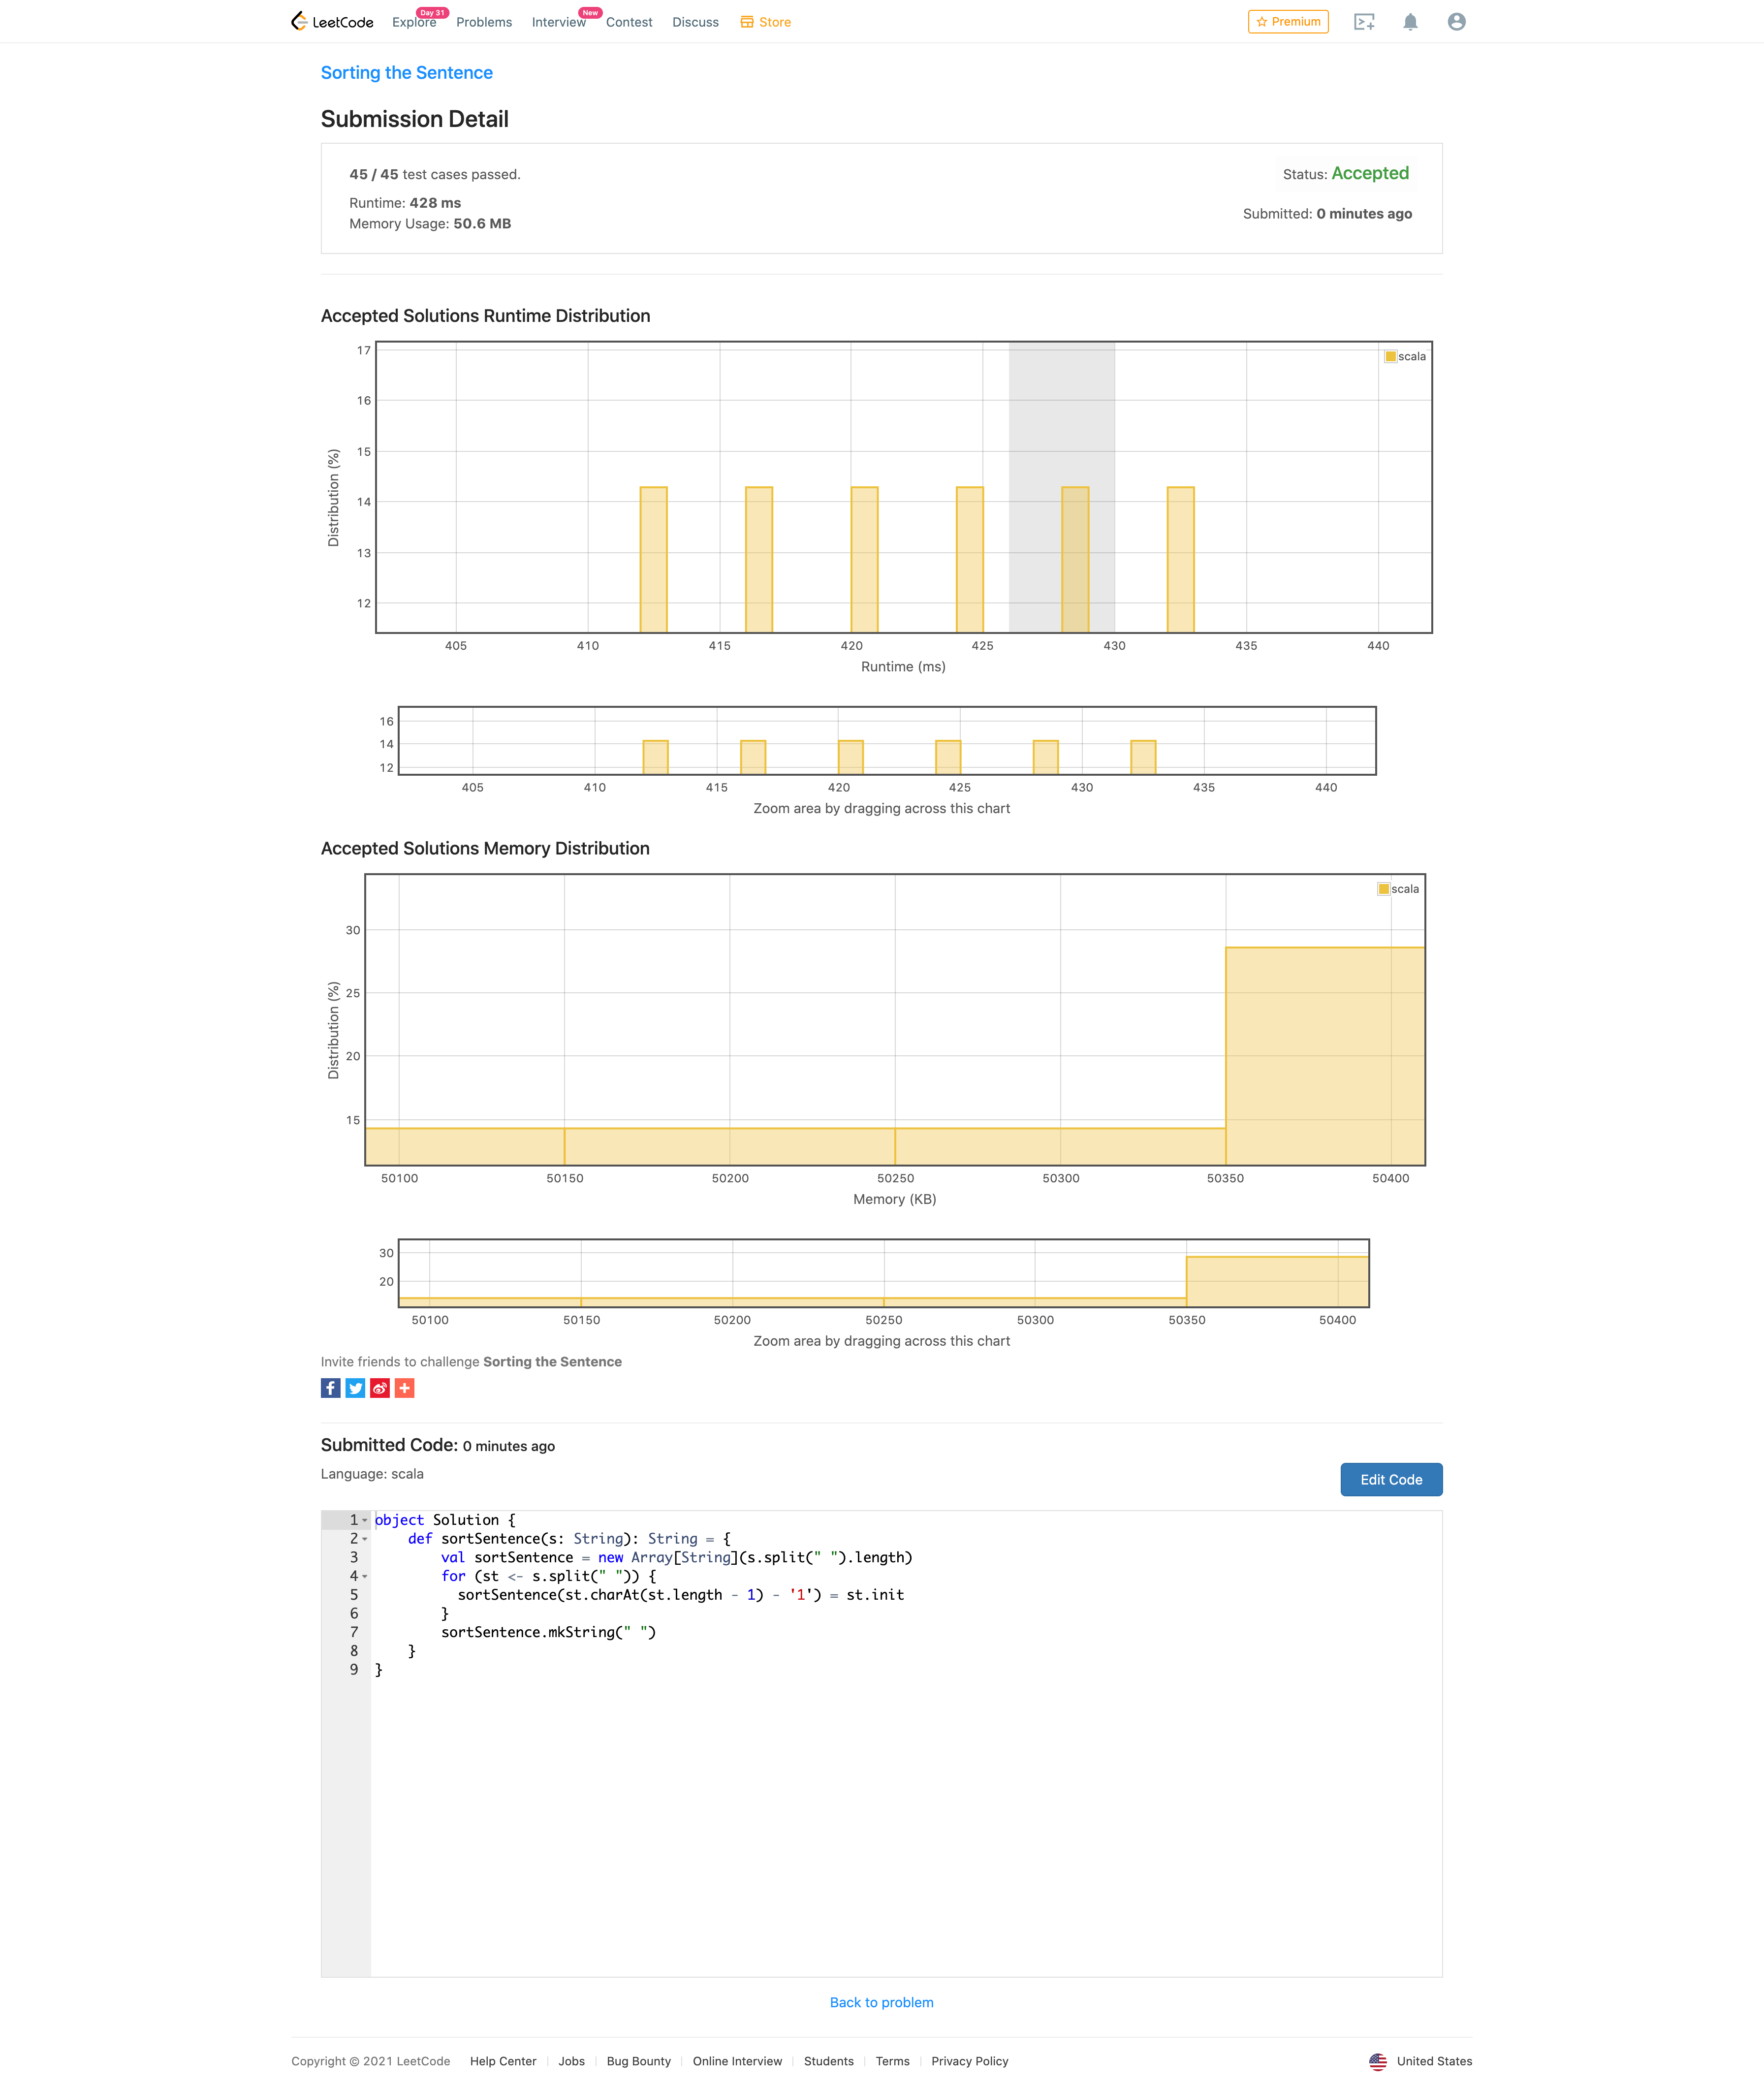 LeetCode Explore Day 31 Problems Interview New Contest Discuss Store Premium
Sorting the Sentence
Submission Detail
45 / 45 test cases passed.
Status: Accepted
Runtime: 428 ms
Submitted: 0 minutes ago
Memory Usage: 50.6 MB
Accepted Solutions Runtime Distribution
scala
Distribution (%)
17
16
15
14
13
12
405 410 415 420 425 430 435 440
Runtime (ms)
16
14
12
405 410 415 420 425 430 435 440
Zoom area by dragging across this chart
Accepted Solutions Memory Distribution
scala
Distribution (%)
30
25
20
15
50100 50150 50200 50250 50300 50350 50400
Memory (KB)
30
20
50100 50150 50200 50250 50300 50350 50400
Zoom area by dragging across this chart
Invite friends to challenge Sorting the Sentence
Submitted Code: 0 minutes ago
Language: scala
Edit Code
1 object Solution {
2     def sortSentence(s: String): String = {
3         val sortSentence = new Array[String](s.split(" ").length)
4         for (st <- s.split(" ")) {
5           sortSentence(st.charAt(st.length - 1) - '1') = st.init
6         }
7         sortSentence.mkString(" ")
8     }
9 }
Back to problem
Copyright © 2021 LeetCode Help Center Jobs Bug Bounty Online Interview Students Terms Privacy Policy United States